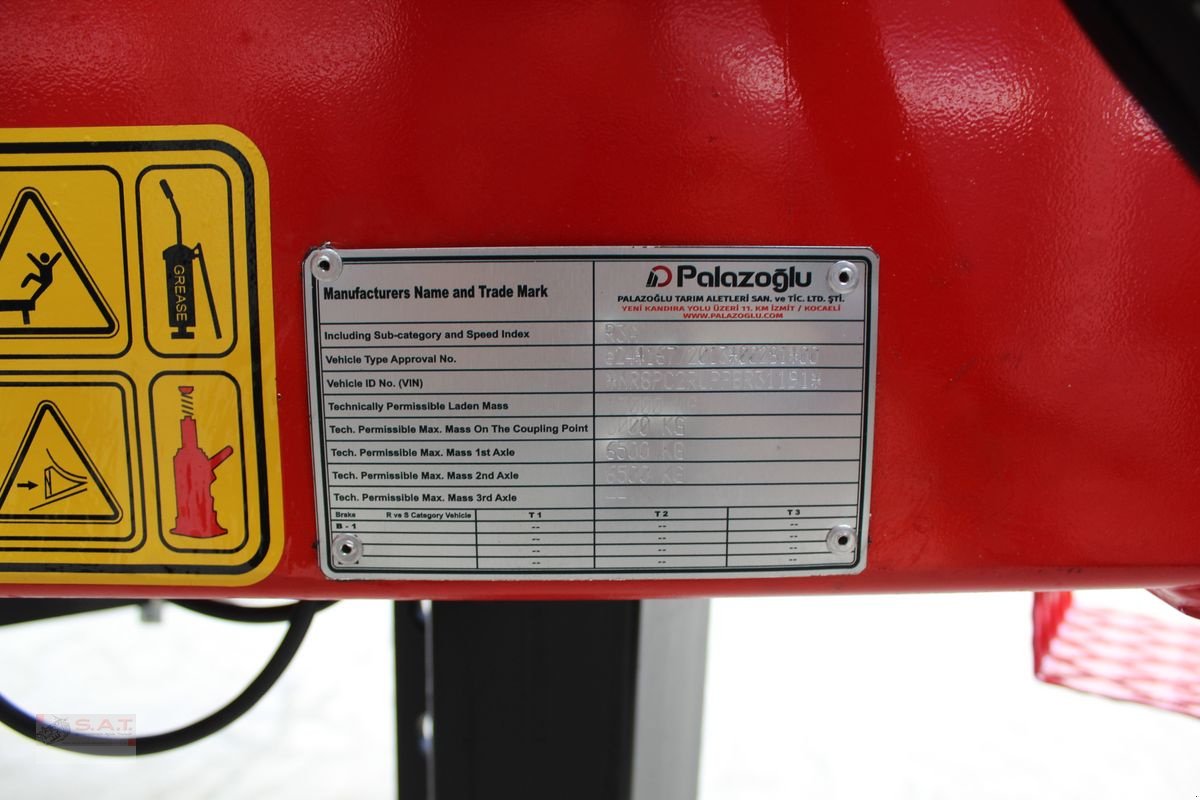 GREASE
Manufacturers Name and Trade Mark
Palazoğlu
PALAZOĞLU TARIM ALETLERİ SAN. ve TİC. LTD. ŞTİ.
YENİ KANDIRA YOLU ÜZERİ 11. KM İZMİT / KOCAELİ
WWW.PALAZOGLU.COM
Including Sub-category and Speed Index
Vehicle Type Approval No.
Vehicle ID No. (VIN)
Technically Permissible Laden Mass
Tech. Permissible Max. Mass On The Coupling Point KG
Tech. Permissible Max. Mass 1st Axle 6500 KG
Tech. Permissible Max. Mass 2nd Axle 6500 KG
Tech. Permissible Max. Mass 3rd Axle
Brake R ve S Category Vehicle T 1 T 2 T 3
B - 1 -- -- --
-- -- --
-- -- --
-- -- --
S.A.T.